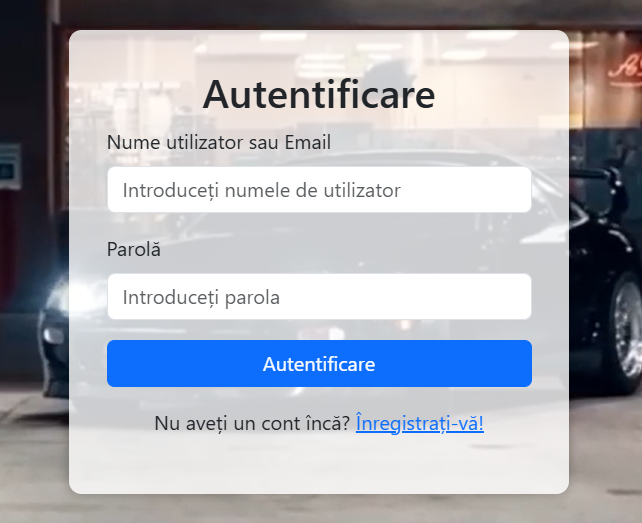 Autentificare
Nume utilizator sau Email
Introduceți numele de utilizator
Parolă
Introduceți parola
Autentificare
Nu aveți un cont încă? Înregistrați-vă!